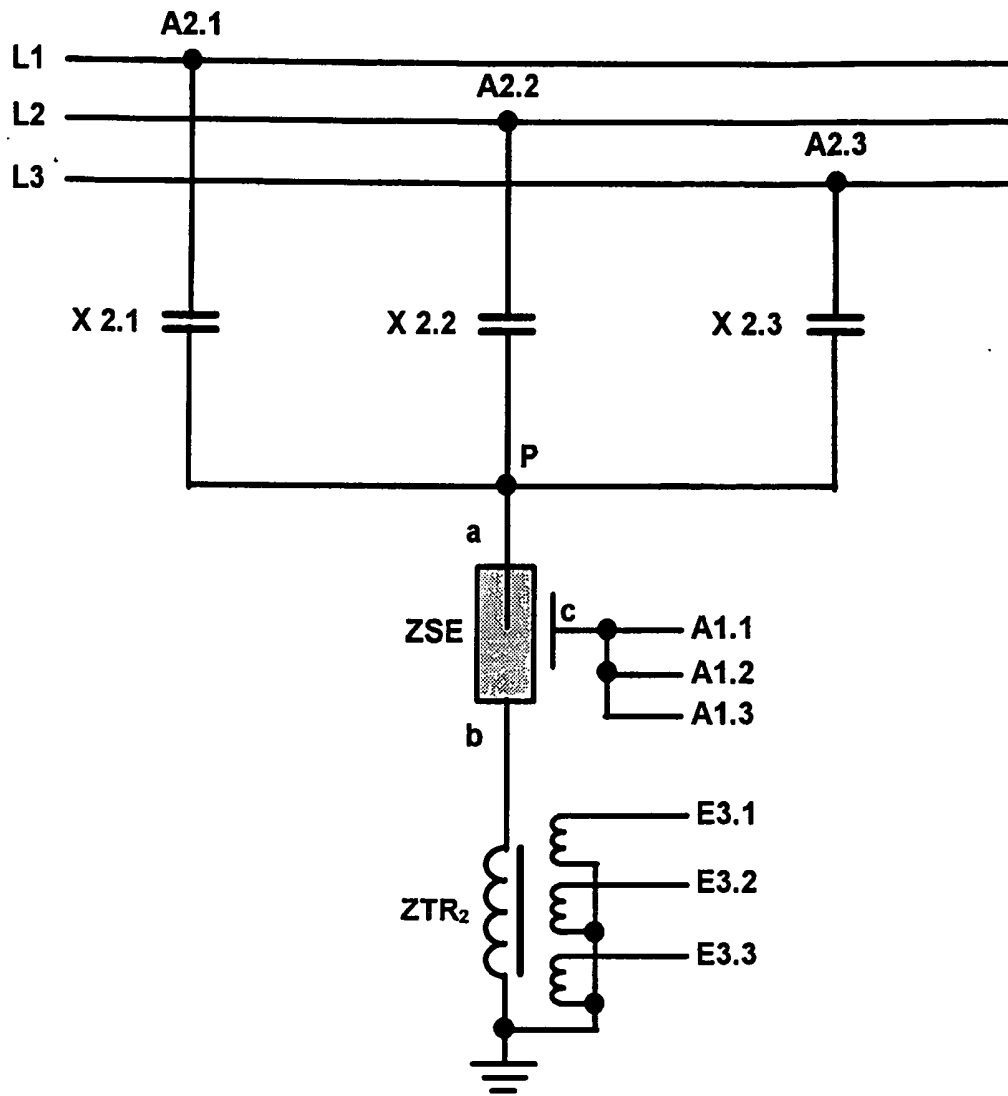 A2.1
L1
A2.2
L2
A2.3
L3
X 2.1
X 2.2
X 2.3
P
a
c
ZSE
A1.1
A1.2
A1.3
b
E3.1
E3.2
ZTR₂
E3.3